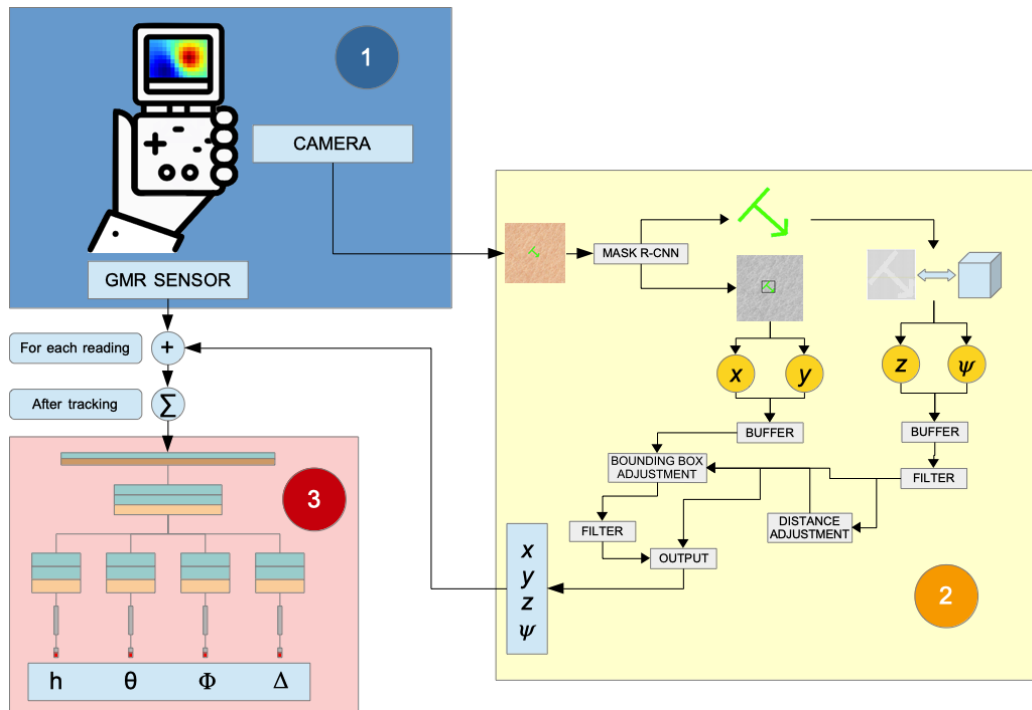 1
CAMERA
GMR SENSOR
For each reading
+
After tracking
Σ
MASK R-CNN
x
y
z
ψ
BUFFER
BUFFER
BOUNDING BOX
ADJUSTMENT
FILTER
DISTANCE
ADJUSTMENT
FILTER
OUTPUT
x
y
z
ψ
2
3
h θ Φ Δ